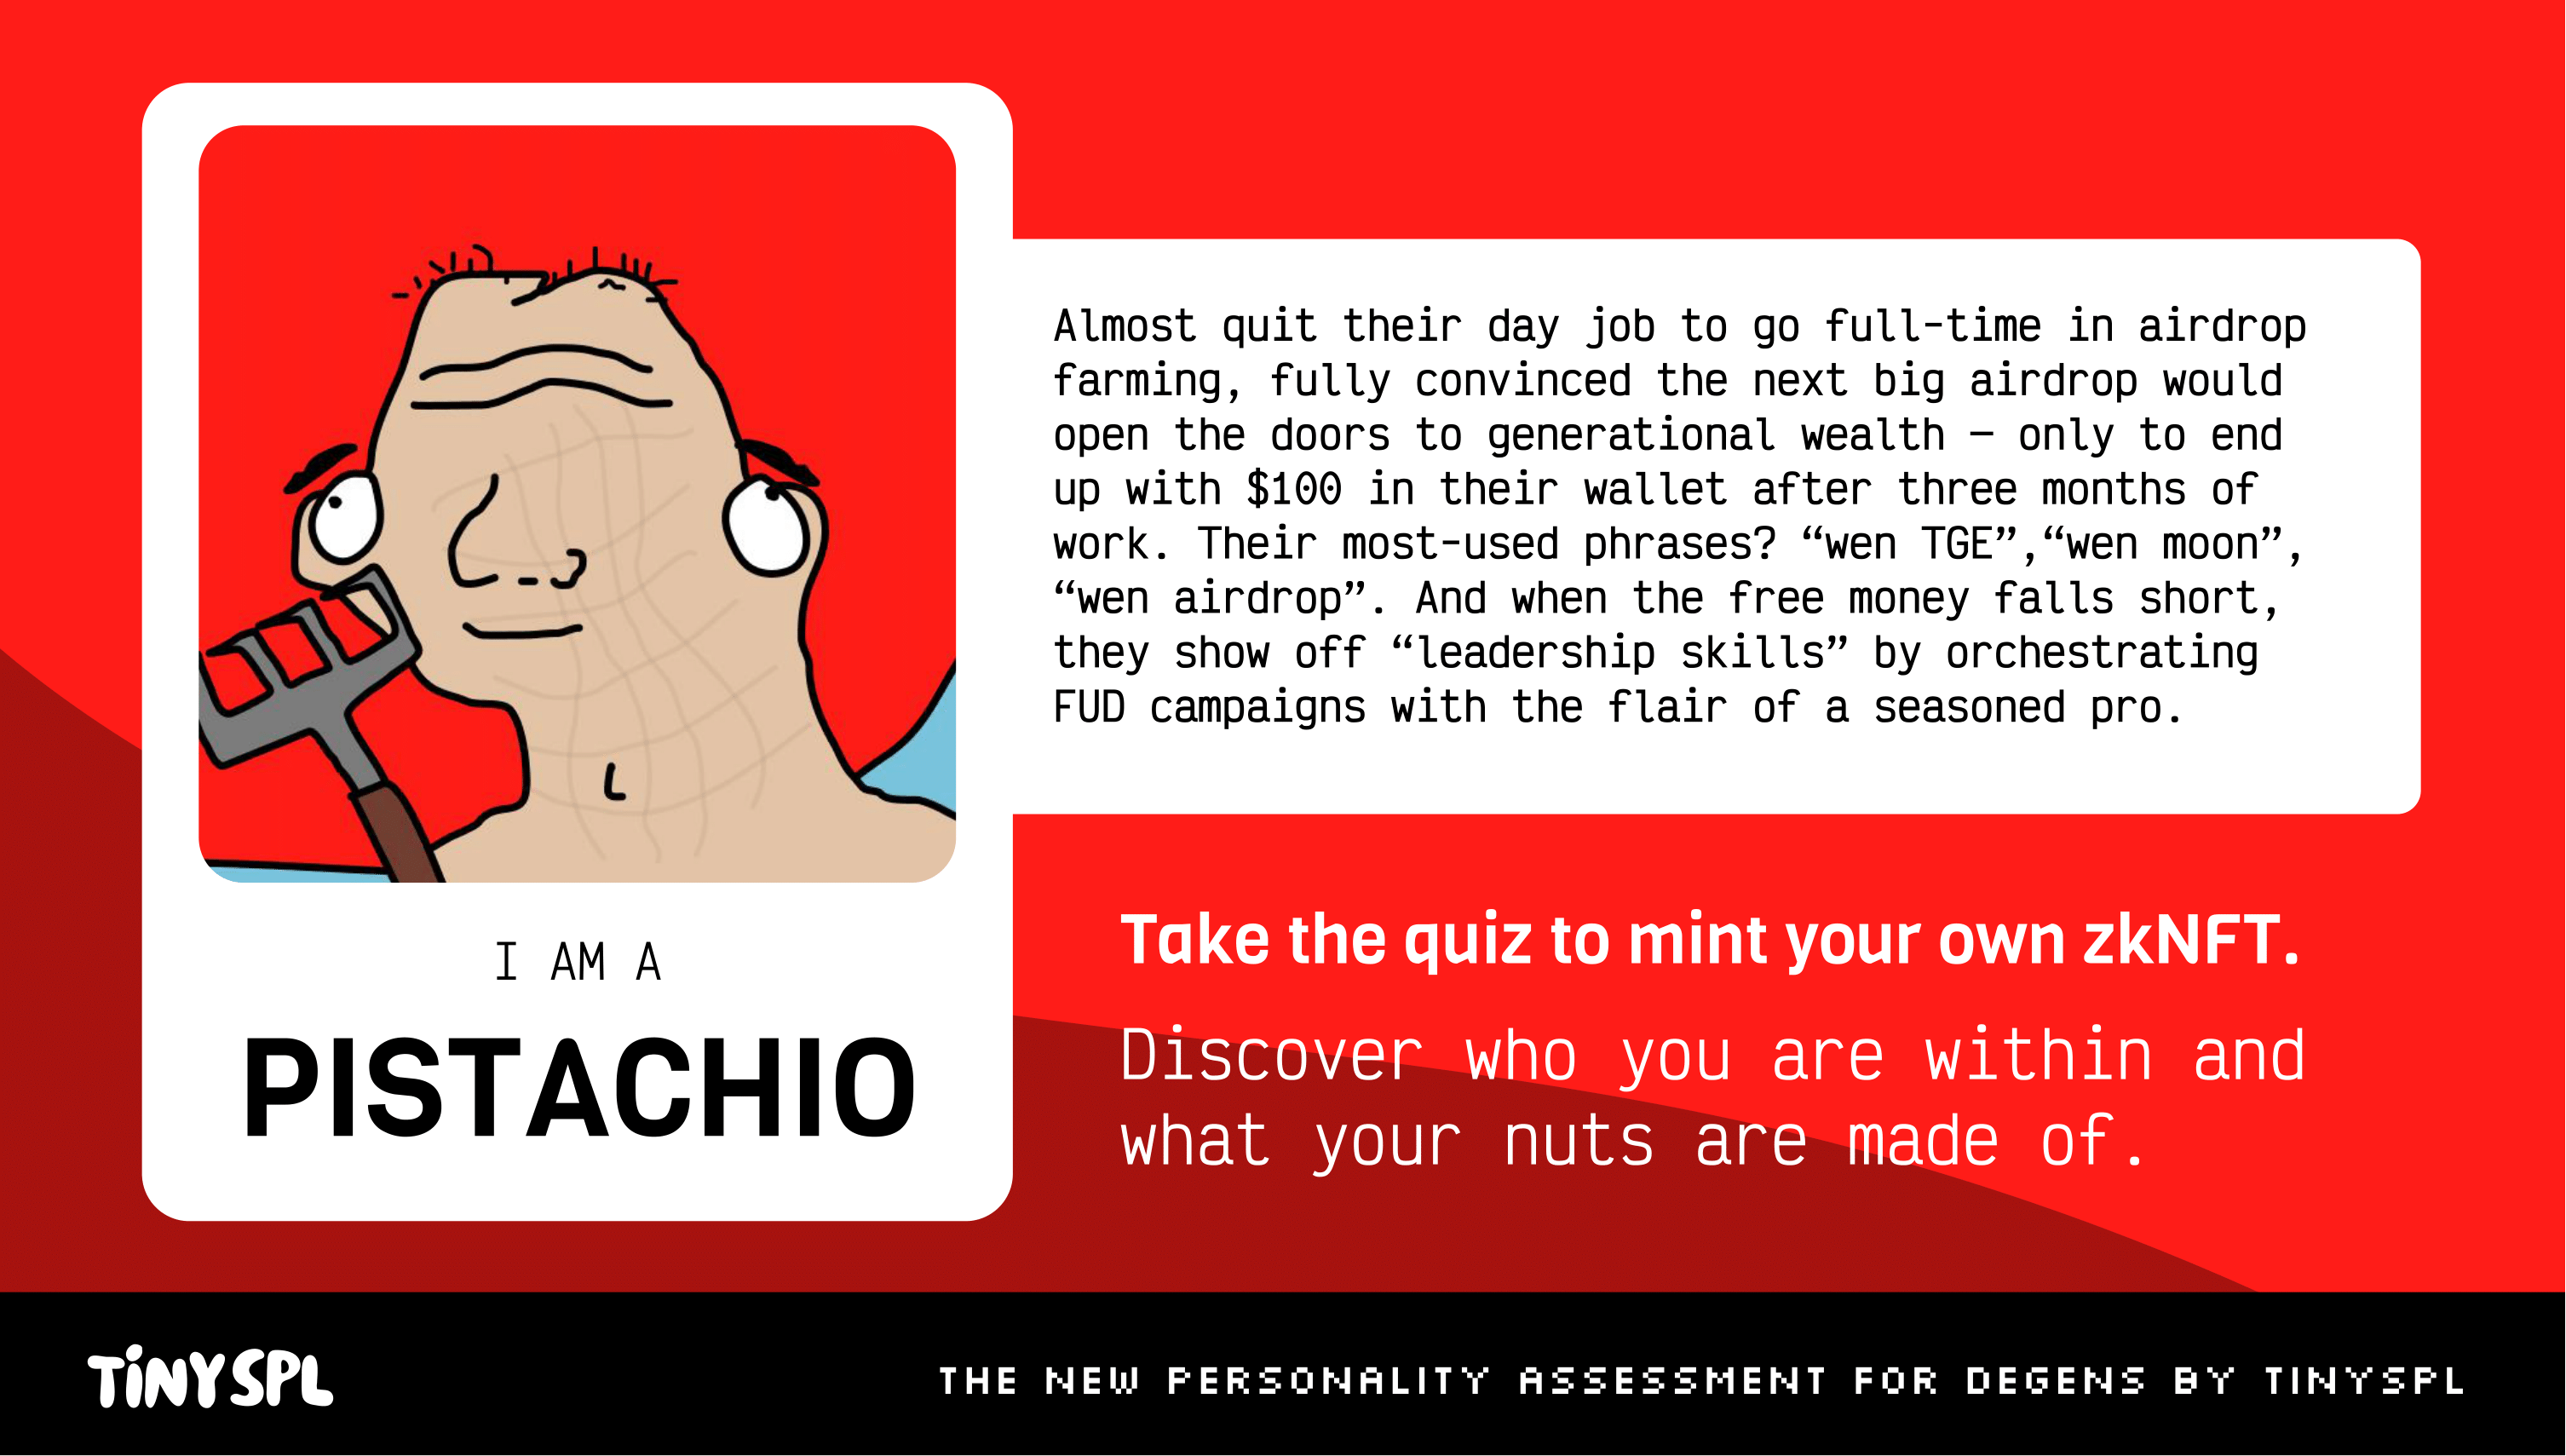 Almost quit their day job to go full-time in airdrop
farming, fully convinced the next big airdrop would
open the doors to generational wealth — only to end
up with $100 in their wallet after three months of
work. Their most-used phrases? “wen TGE”,“wen moon”,
“wen airdrop”. And when the free money falls short,
they show off “leadership skills” by orchestrating
FUD campaigns with the flair of a seasoned pro.
I AM A
PISTACHIO
Take the quiz to mint your own zkNFT.
Discover who you are within and
what your nuts are made of.
TiNYSPL
THE NEW PERSONALITY ASSESSMENT FOR DEGENS BY TINYSPL